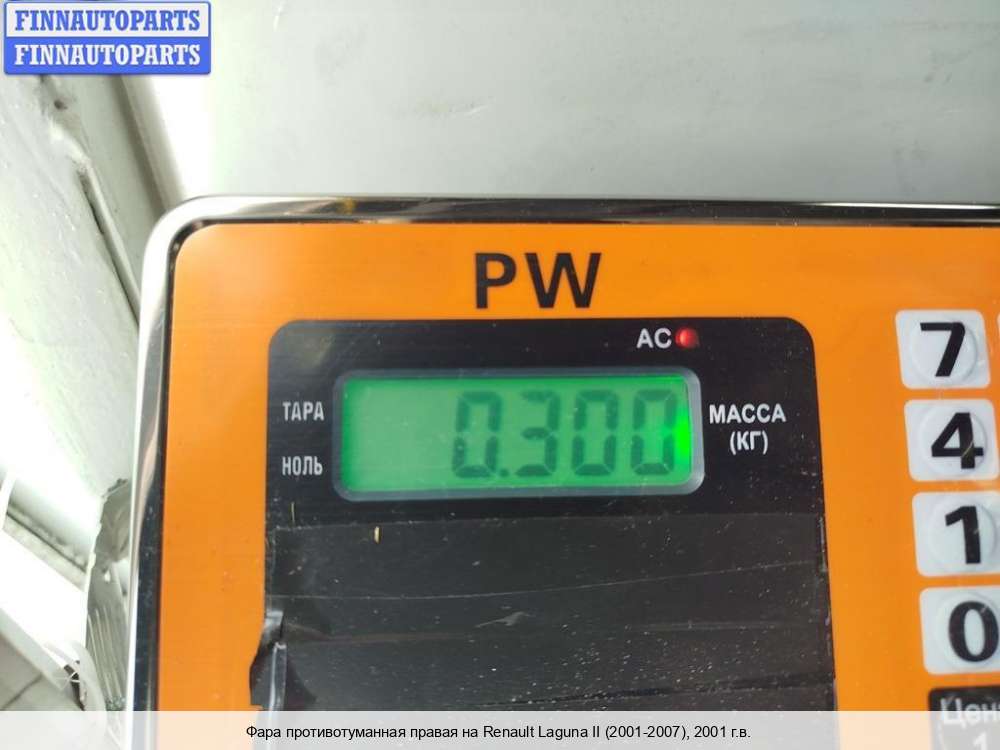 FINNAUTOPARTS
FINNAUTOPARTS
PW
AC
7
ТАРА
0.300
МАССА
(КГ)
4
НОЛЬ
1
0
Фара противотуманная правая на Renault Laguna II (2001-2007), 2001 г.в.